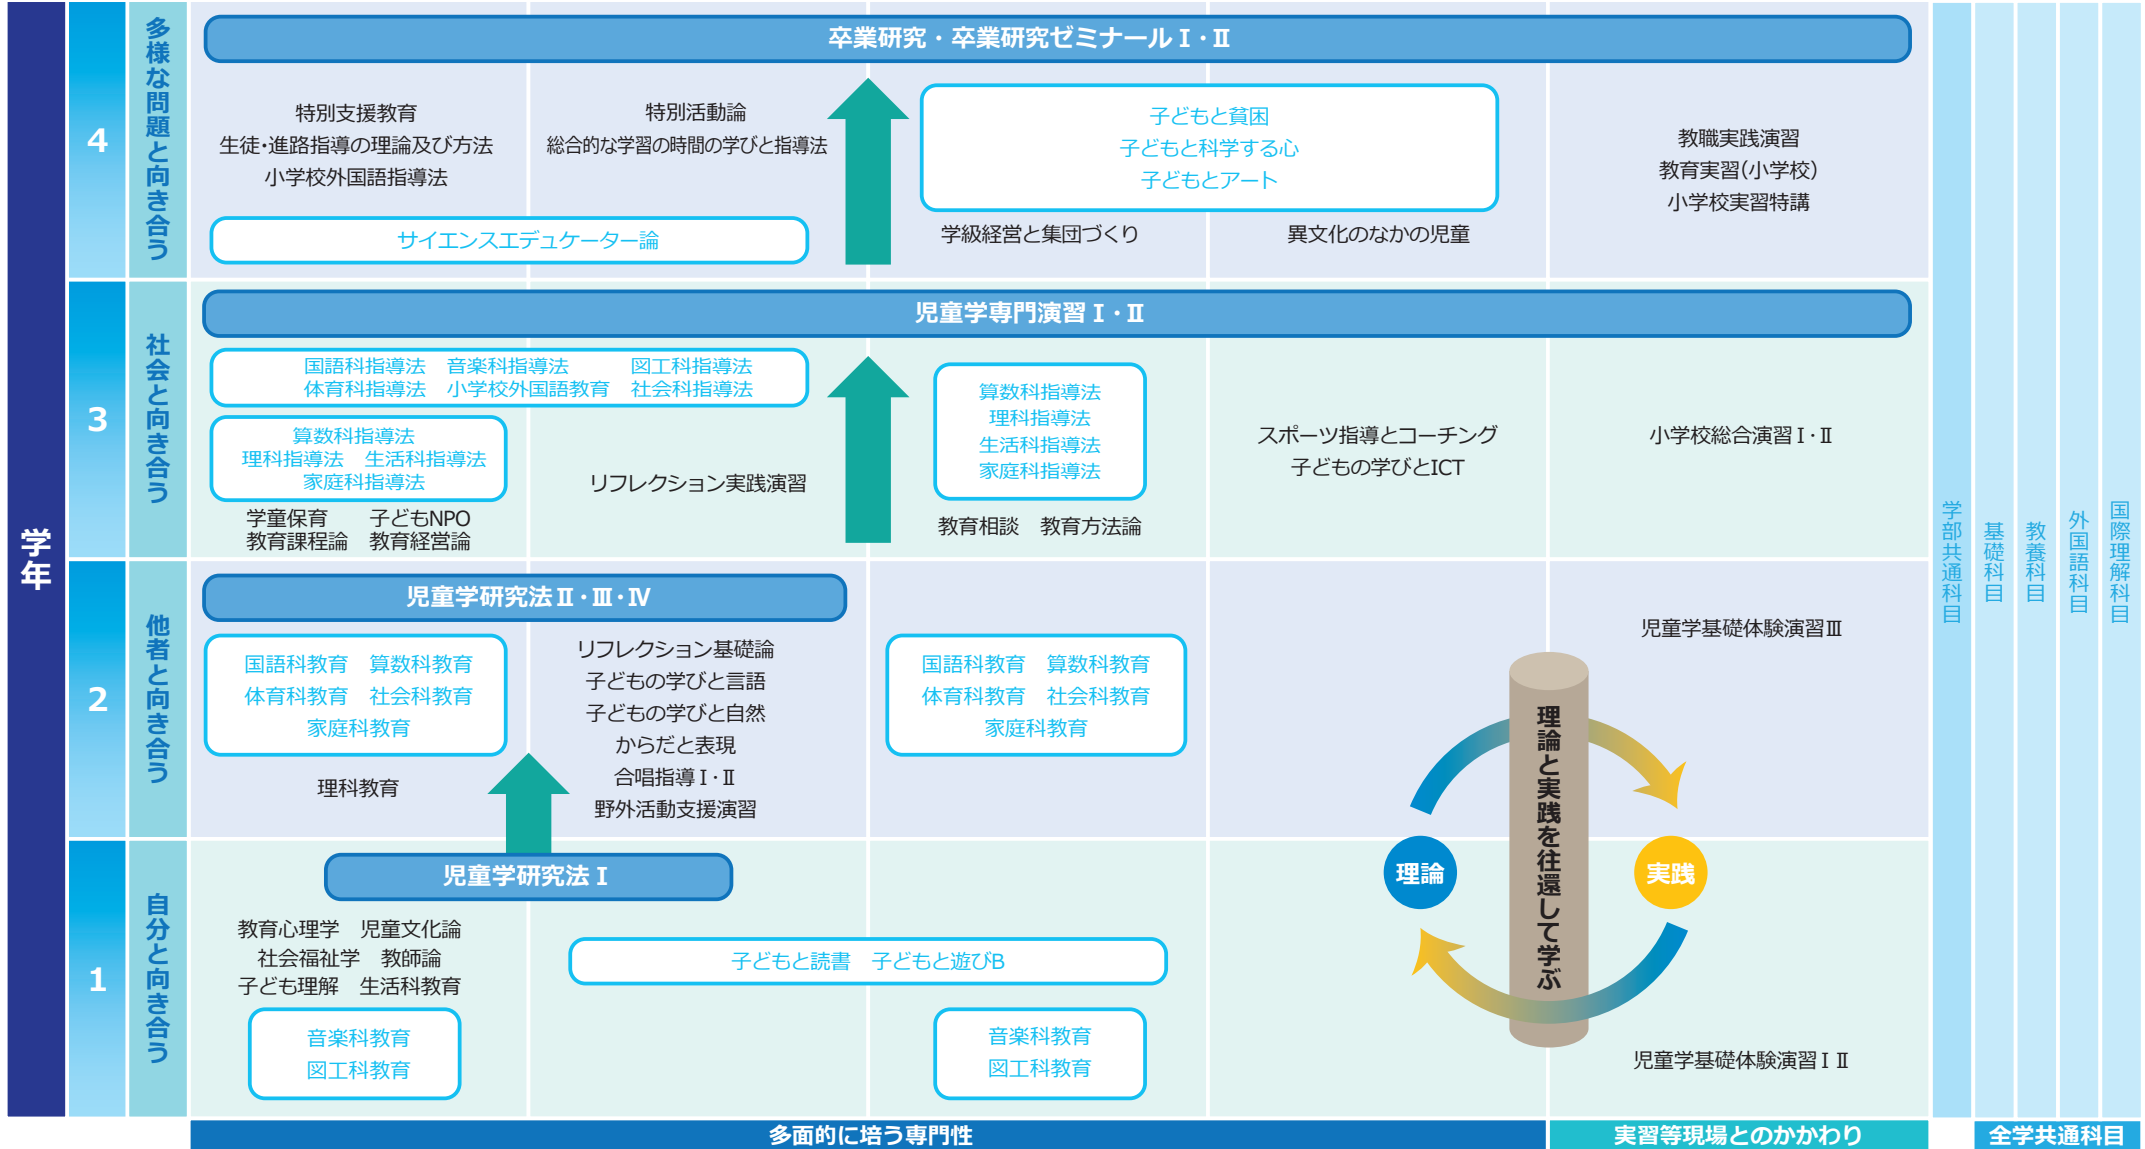 学年
4
多様な問題と向き合う
卒業研究・卒業研究ゼミナールⅠ・Ⅱ
特別支援教育
生徒・進路指導の理論及び方法
小学校外国語指導法
特別活動論
総合的な学習の時間の学びと指導法
サイエンスエデュケーター論
子どもと貧困
子どもと科学する心
子どもとアート
学級経営と集団づくり
異文化のなかの児童
教職実践演習
教育実習(小学校)
小学校実習特講
3
社会と向き合う
児童学専門演習Ⅰ・Ⅱ
国語科指導法 音楽科指導法 図工科指導法
体育科指導法 小学校外国語教育 社会科指導法
算数科指導法
理科指導法 生活科指導法
家庭科指導法
学童保育 子どもNPO
教育課程論 教育経営論
リフレクション実践演習
算数科指導法
理科指導法
生活科指導法
家庭科指導法
教育相談 教育方法論
スポーツ指導とコーチング
子どもの学びとICT
小学校総合演習Ⅰ・Ⅱ
2
他者と向き合う
児童学研究法Ⅱ・Ⅲ・Ⅳ
国語科教育 算数科教育
体育科教育 社会科教育
家庭科教育
理科教育
リフレクション基礎論
子どもの学びと言語
子どもの学びと自然
からだと表現
合唱指導Ⅰ・Ⅱ
野外活動支援演習
国語科教育 算数科教育
体育科教育 社会科教育
家庭科教育
児童学基礎体験演習Ⅲ
理論と実践を往還して学ぶ
理論
実践
1
自分と向き合う
児童学研究法Ⅰ
教育心理学 児童文化論
社会福祉学 教師論
子ども理解 生活科教育
音楽科教育
図工科教育
子どもと読書 子どもと遊びB
音楽科教育
図工科教育
児童学基礎体験演習Ⅰ Ⅱ
学部共通科目
基礎科目
教養科目
外国語科目
国際理解科目
多面的に培う専門性
実習等現場とのかかわり
全学共通科目